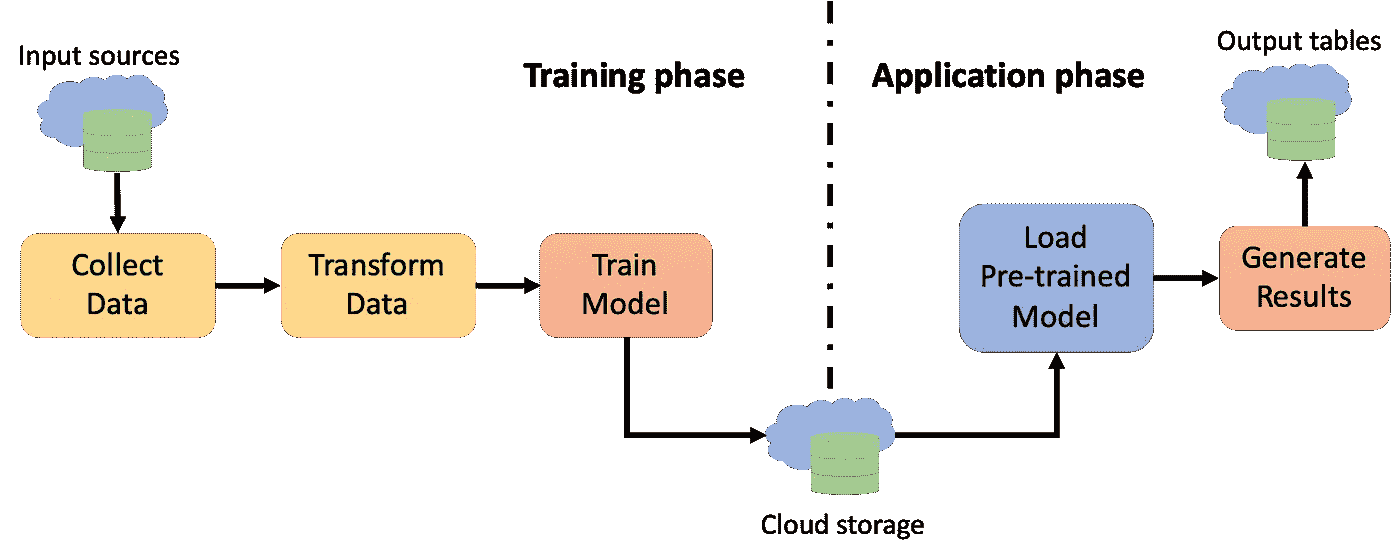 Input sources
Training phase
Application phase
Output tables
Collect
Data
Transform
Data
Train
Model
Load
Pre-trained
Model
Generate
Results
Cloud storage